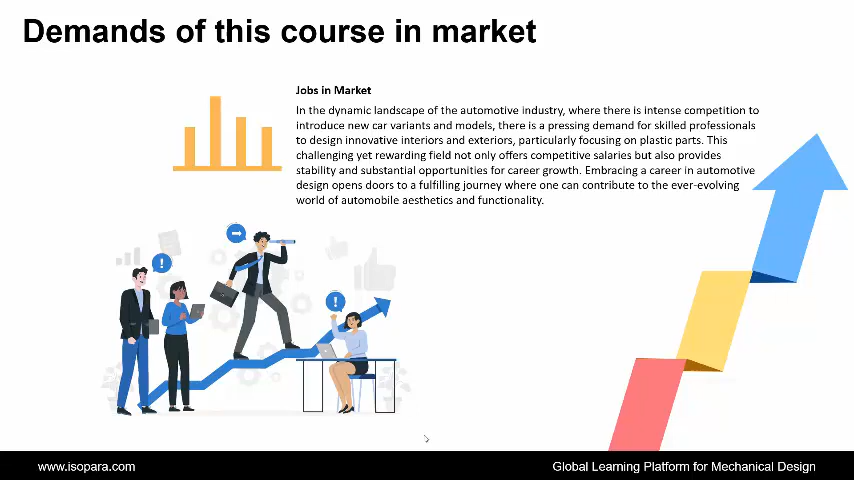 Demands of this course in market
Jobs in Market
In the dynamic landscape of the automotive industry, where there is intense competition to
introduce new car variants and models, there is a pressing demand for skilled professionals
to design innovative interiors and exteriors, particularly focusing on plastic parts. This
challenging yet rewarding field not only offers competitive salaries but also provides
stability and substantial opportunities for career growth. Embracing a career in automotive
design opens doors to a fulfilling journey where one can contribute to the ever-evolving
world of automobile aesthetics and functionality.
www.isopara.com
Global Learning Platform for Mechanical Design